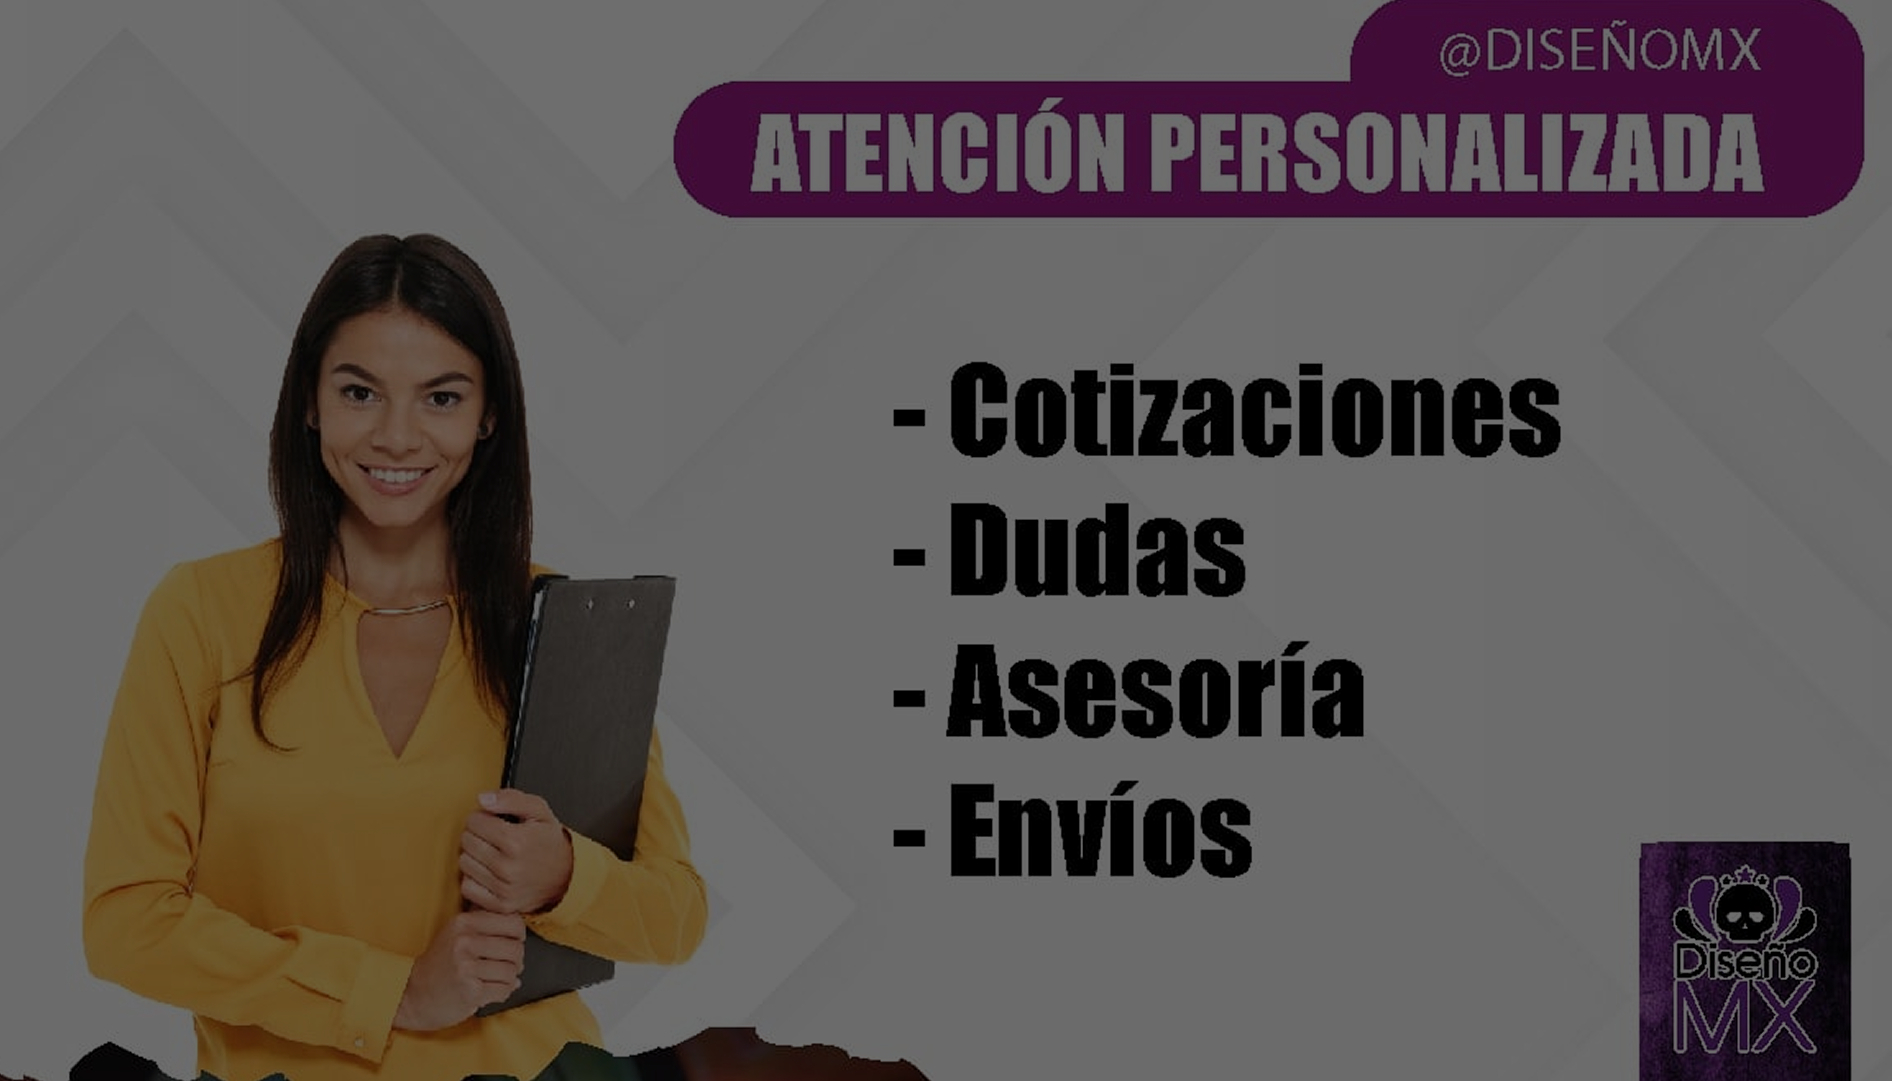 @DISEÑOMX
ATENCIÓN PERSONALIZADA
- Cotizaciones
- Dudas
- Asesoría
- Envíos
Diseño
MX